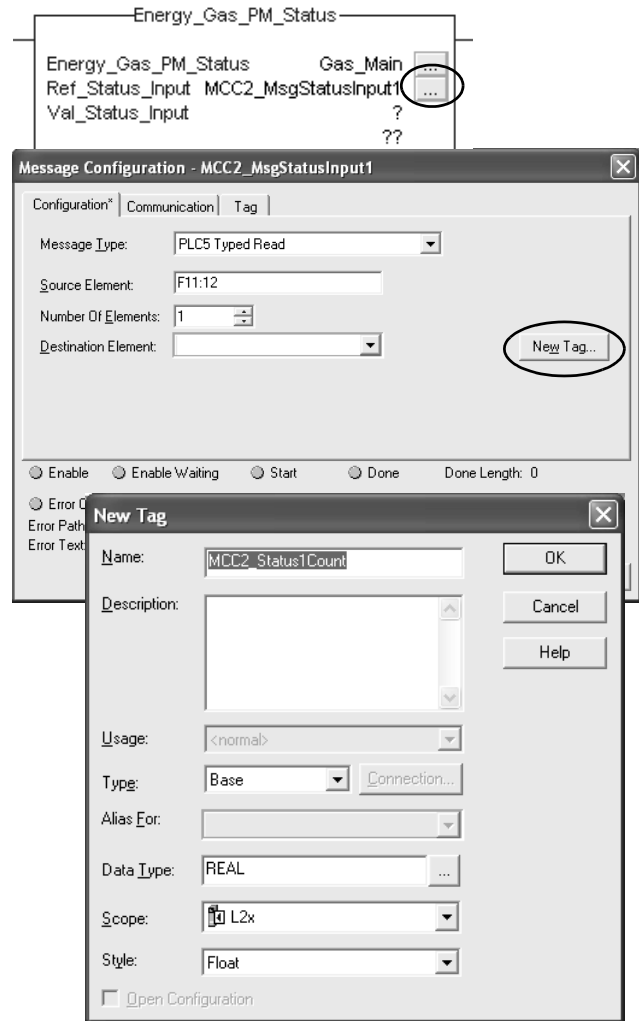 Energy_Gas_PM_Status
Energy_Gas_PM_Status Gas_Main ...
Ref_Status_Input MCC2_MsgStatusInput1 ...
Val_Status_Input ?
??
Message Configuration - MCC2_MsgStatusInput1
Configuration* Communication Tag
Message Type: PLC5 Typed Read
Source Element: F11:12
Number Of Elements: 1
Destination Element: New Tag...
Enable Enable Waiting Start Done Done Length: 0
Error C
Error Path
Error Text
New Tag
Name: MCC2_Status1Count OK
Description: Cancel
Help
Usage: <normal>
Type: Base Connection...
Alias For:
Data Type: REAL ...
Scope: L2x
Style: Float
Open Configuration